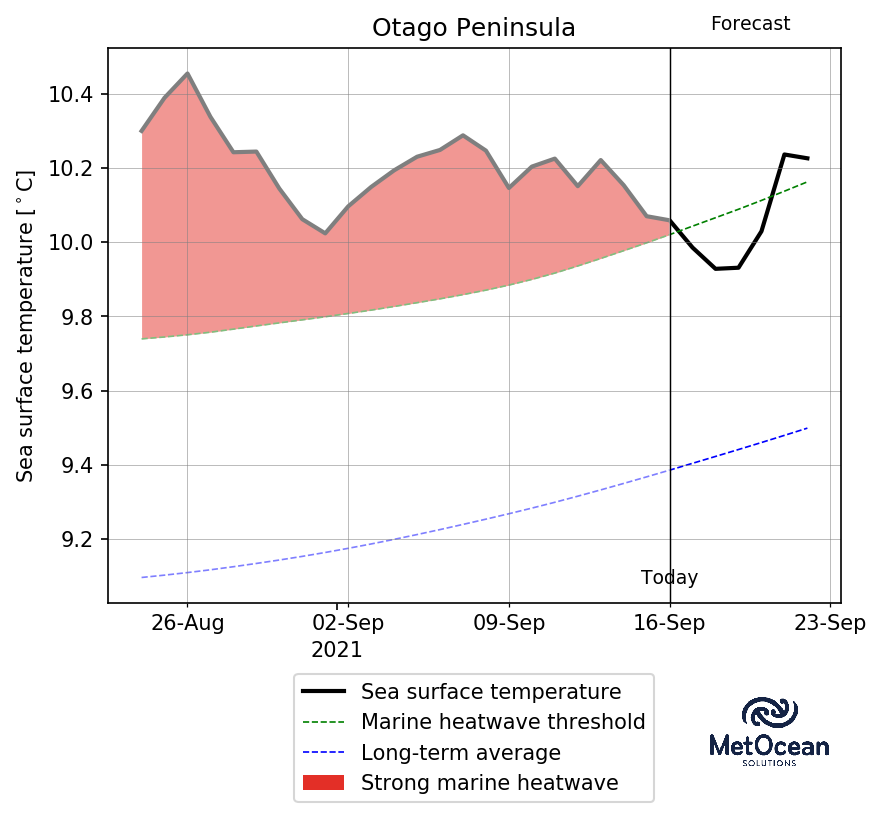 Otago Peninsula
Forecast
Sea surface temperature [°C]
10.4
10.2
10.0
9.8
9.6
9.4
9.2
Today
26-Aug 02-Sep 09-Sep 16-Sep 23-Sep
2021
Sea surface temperature
Marine heatwave threshold
Long-term average
Strong marine heatwave
MetOcean
SOLUTIONS